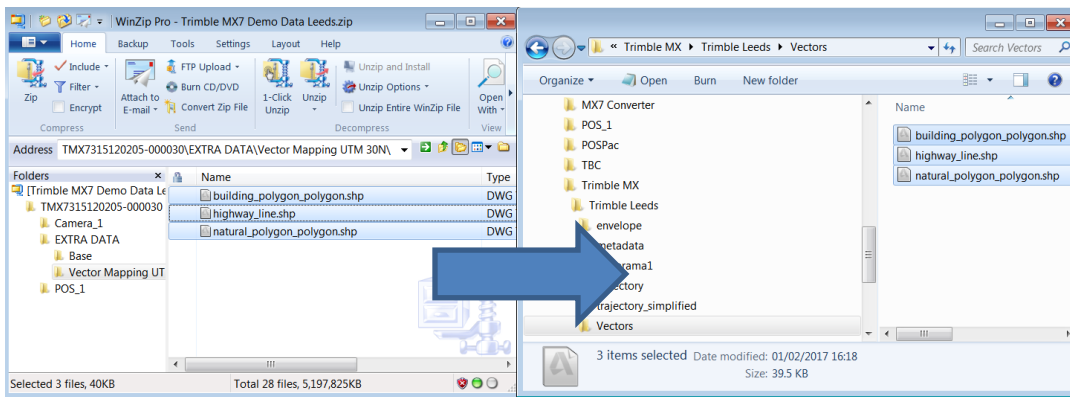 WinZip Pro - Trimble MX7 Demo Data Leeds.zip
Home Backup Tools Settings Layout Help
Zip
Include
Filter
Encrypt
Compress
Attach to
E-mail
FTP Upload
Burn CD/DVD
Convert Zip File
Send
1-Click
Unzip
Unzip
Unzip and Install
Unzip Options
Unzip Entire WinZip File
Decompress
Open
With
View
Address TMX7315120205-000030\EXTRA DATA\Vector Mapping UTM 30N\
Folders
[Trimble MX7 Demo Data Le
TMX7315120205-000030
Camera_1
EXTRA DATA
Base
Vector Mapping UT
POS_1
Name Type
building_polygon_polygon.shp DWG
highway_line.shp DWG
natural_polygon_polygon.shp DWG
Selected 3 files, 40KB Total 28 files, 5,197,825KB
« Trimble MX Trimble Leeds Vectors
Search Vectors
Organize Open Burn New folder
MX7 Converter
POS_1
POSPac
TBC
Trimble MX
Trimble Leeds
envelope
metadata
rama1
ctory
trajectory_simplified
Vectors
Name
building_polygon_polygon.shp
highway_line.shp
natural_polygon_polygon.shp
3 items selected Date modified: 01/02/2017 16:18
Size: 39.5 KB